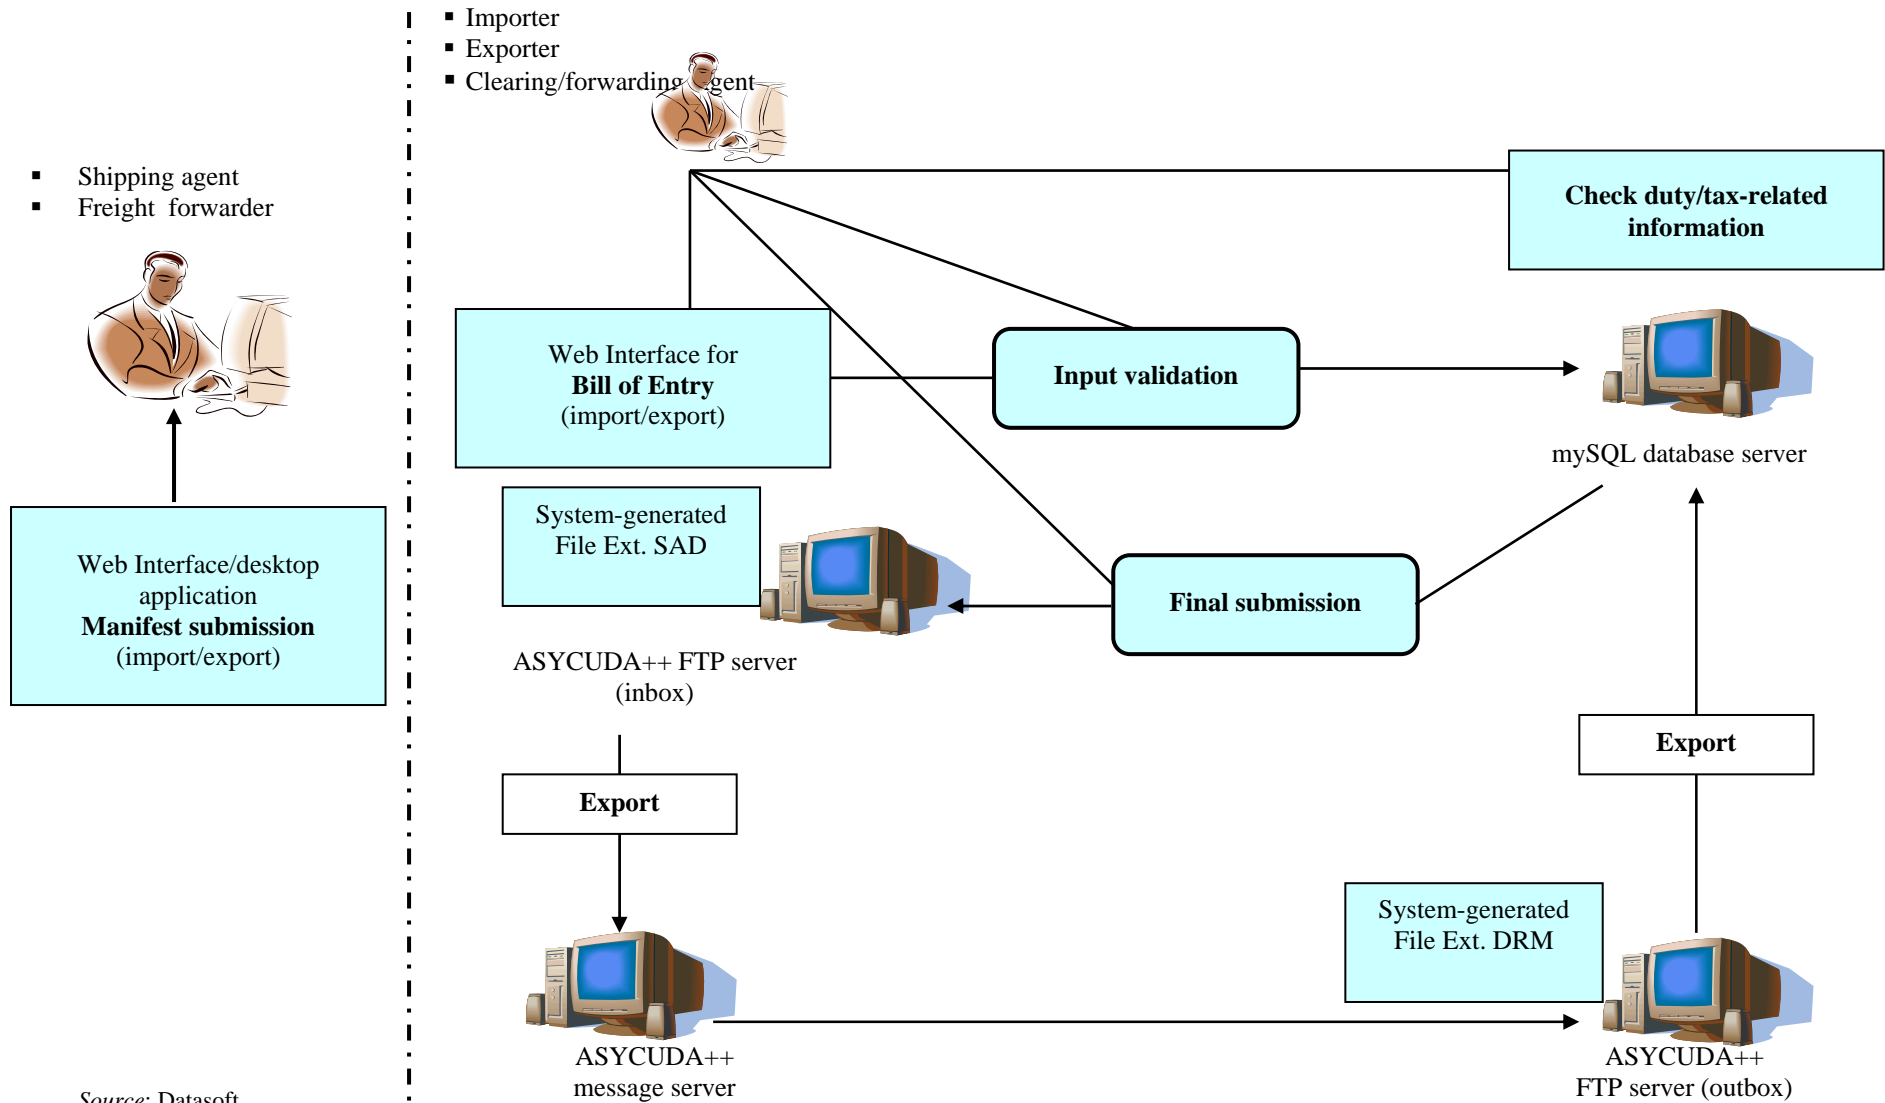 ▪ Importer
▪ Exporter
▪ Clearing/forwarding agent
▪ Shipping agent
▪ Freight forwarder
Check duty/tax-related
information
Web Interface for
Bill of Entry
(import/export)
Input validation
mySQL database server
System-generated
File Ext. SAD
Web Interface/desktop
application
Manifest submission
(import/export)
Final submission
ASYCUDA++ FTP server
(inbox)
Export
Export
System-generated
File Ext. DRM
ASYCUDA++
message server
ASYCUDA++
FTP server (outbox)
Source: Datasoft